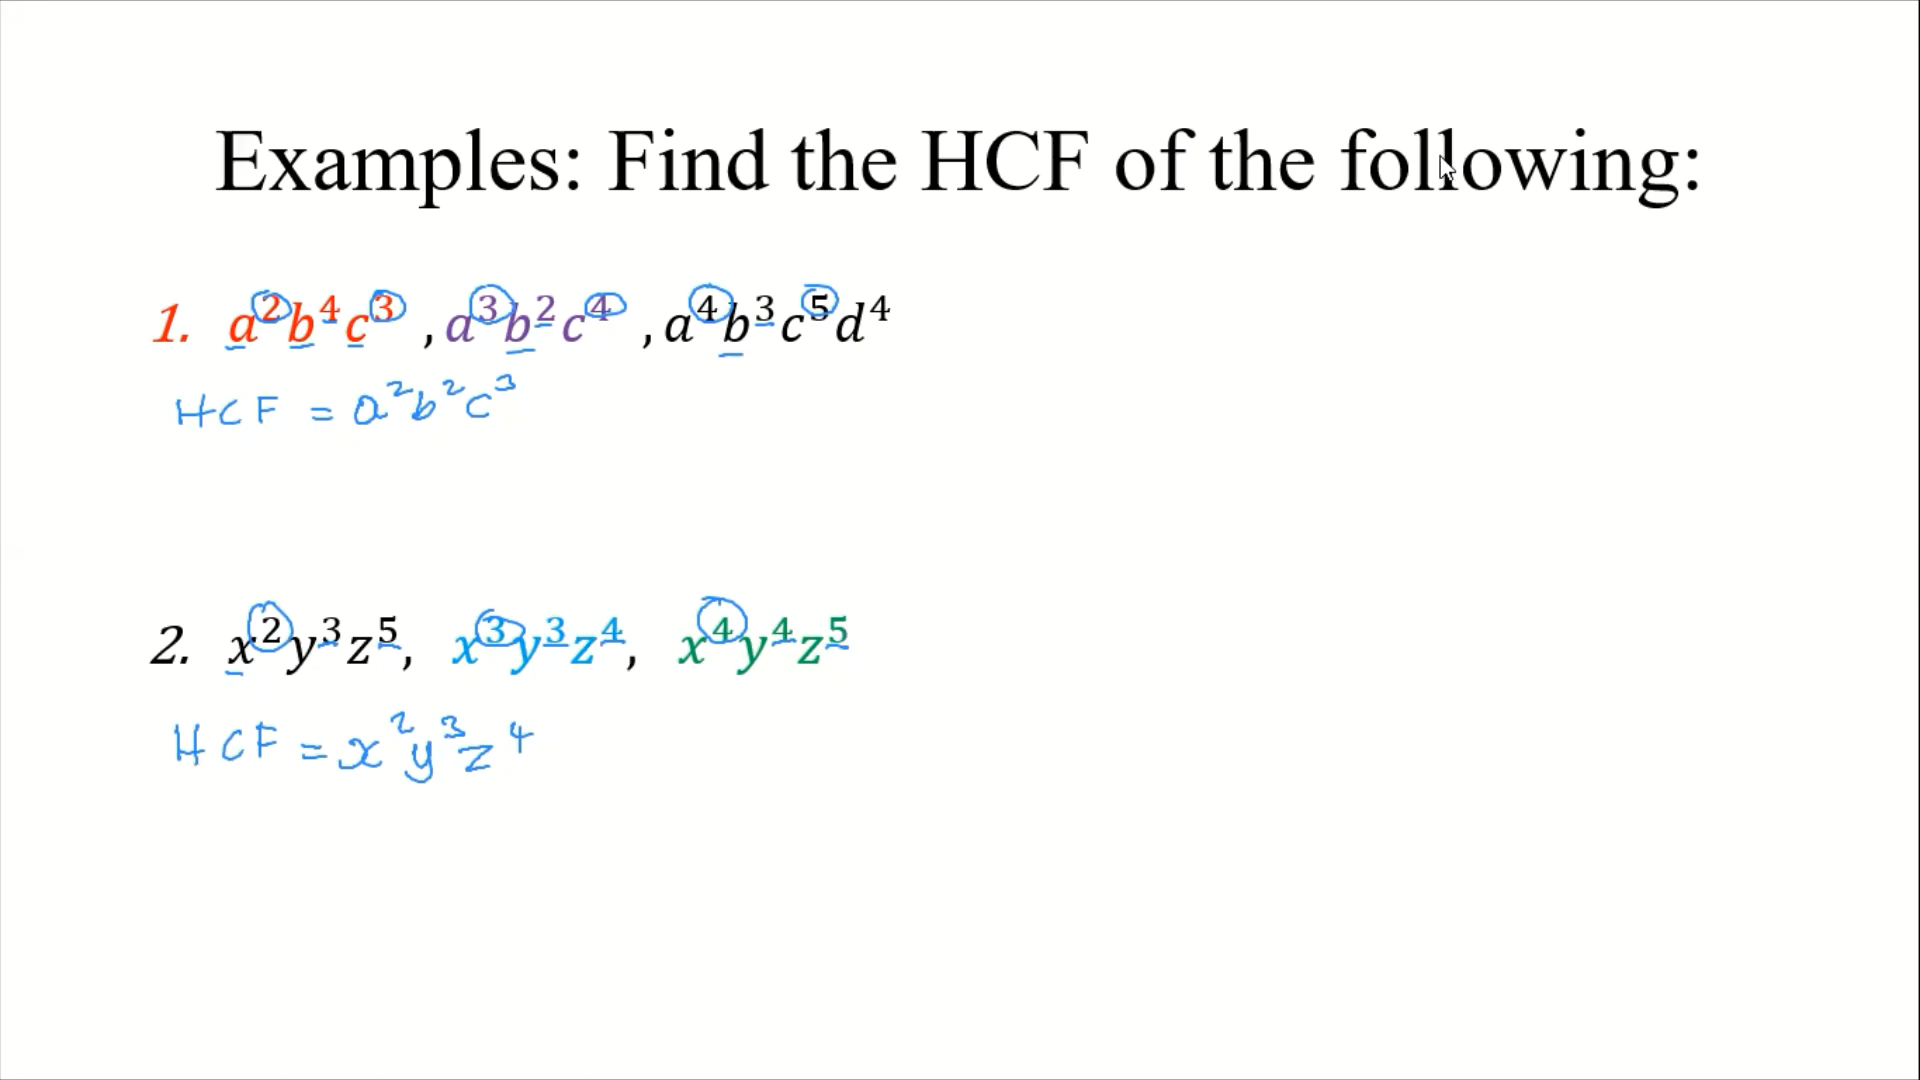 Examples: Find the HCF of the following:
1. a²b⁴c³ , a³b²c⁴ , a⁴b³c⁵d⁴
HCF = a²b²c³
2. x²y³z⁵, x³y³z⁴, x⁴y⁴z⁵
HCF = x²y³z⁴